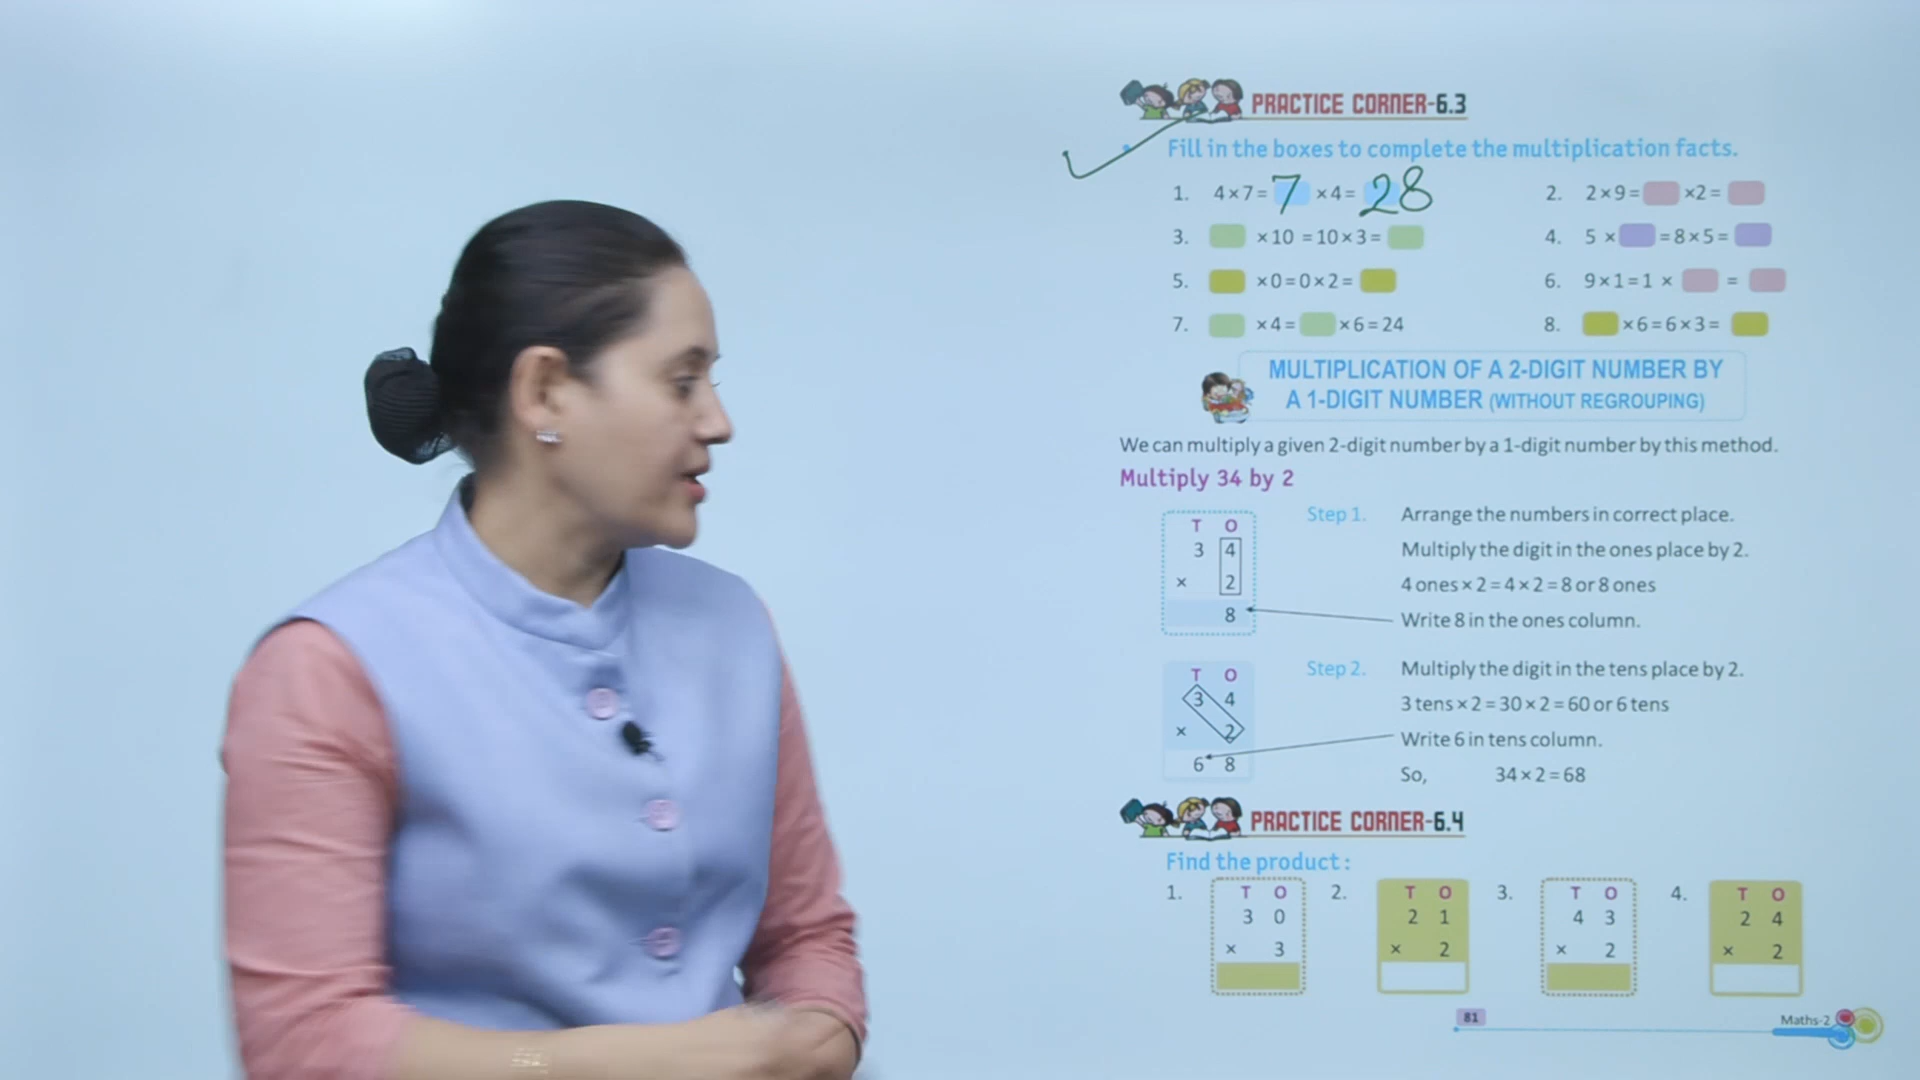 PRACTICE CORNER-6.3
Fill in the boxes to complete the multiplication facts.
1. 4×7= 7 ×4= 28
2. 2×9= ×2=
3. ×10 =10×3=
4. 5 × =8×5=
5. ×0=0×2=
6. 9×1=1 × =
7. ×4= ×6=24
8. ×6=6×3=
MULTIPLICATION OF A 2-DIGIT NUMBER BY
A 1-DIGIT NUMBER (WITHOUT REGROUPING)
We can multiply a given 2-digit number by a 1-digit number by this method.
Multiply 34 by 2
T O
3 4
× 2
8
Step 1. Arrange the numbers in correct place.
Multiply the digit in the ones place by 2.
4 ones×2=4×2=8 or 8 ones
Write 8 in the ones column.
T O
3 4
× 2
6 8
Step 2. Multiply the digit in the tens place by 2.
3 tens×2=30×2=60 or 6 tens
Write 6 in tens column.
So, 34×2=68
PRACTICE CORNER-6.4
Find the product:
1. T O
3 0
× 3
2. T O
2 1
× 2
3. T O
4 3
× 2
4. T O
2 4
× 2
81
Maths-2